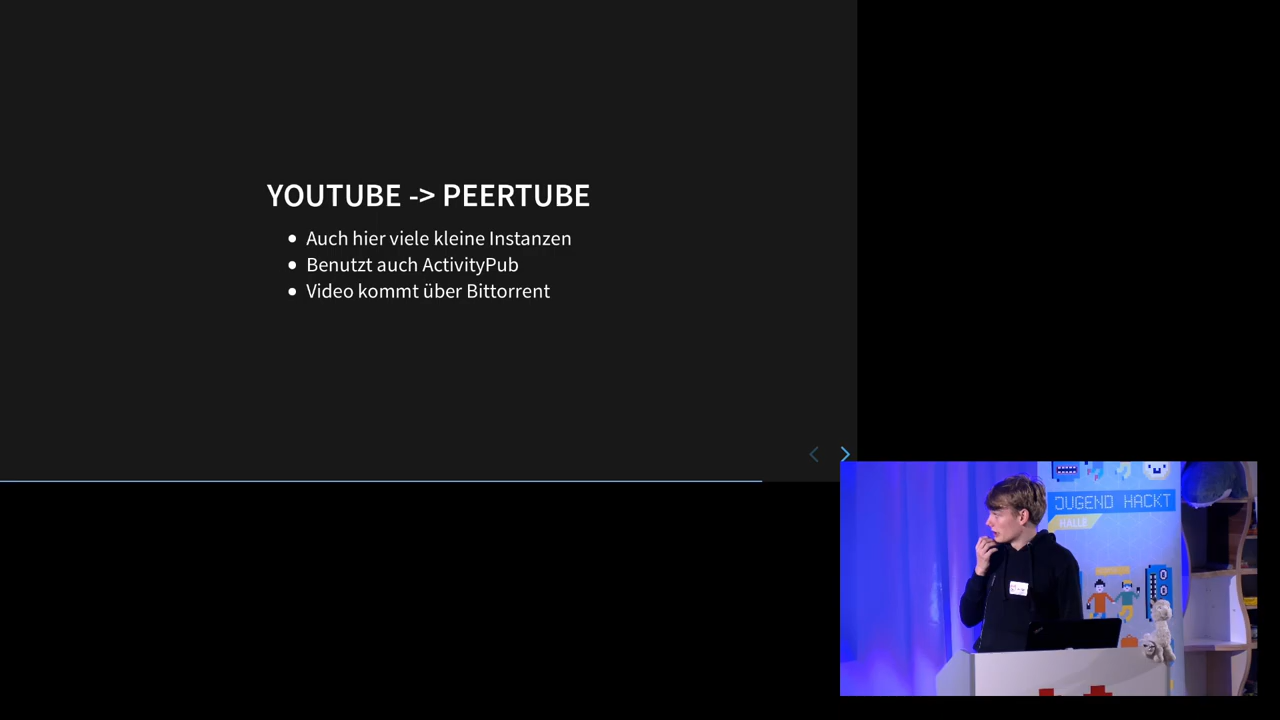 YOUTUBE -> PEERTUBE
Auch hier viele kleine Instanzen
Benutzt auch ActivityPub
Video kommt über Bittorrent
JUGEND HACKT
HALLE